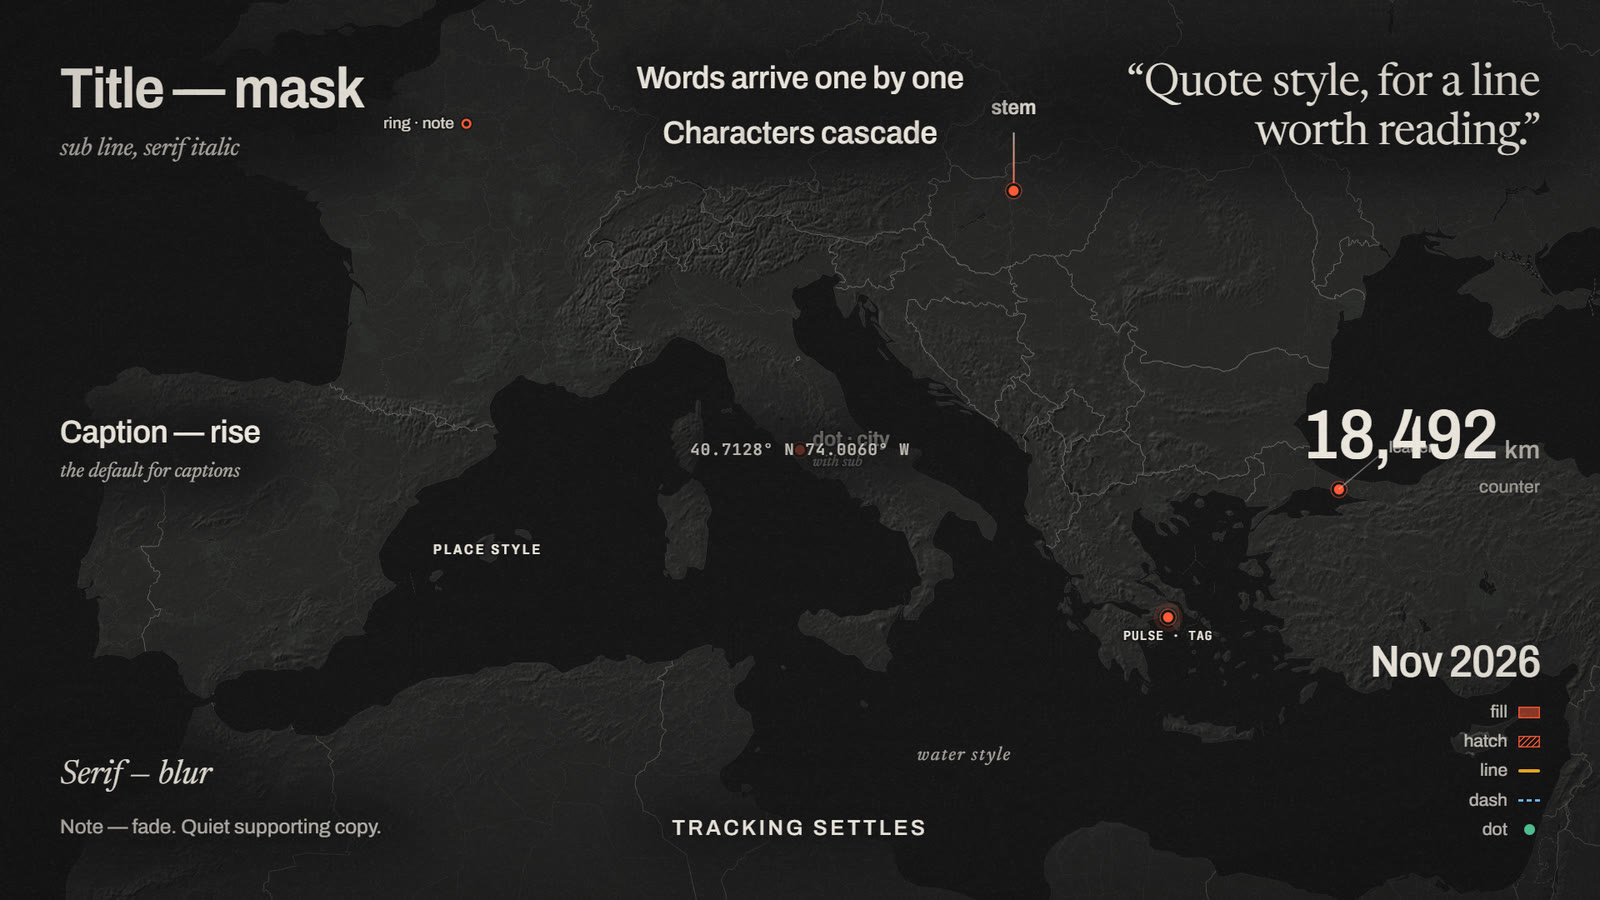 Title — mask
sub line, serif italic
ring · note
Words arrive one by one
Characters cascade
stem
“Quote style, for a line
worth reading.”
Caption — rise
the default for captions
dot · city
40.7128° N 74.0060° W
with sub
18,492 km
counter
PLACE STYLE
PULSE · TAG
Nov 2026
fill
hatch
line
dash
dot
water style
Serif – blur
Note — fade. Quiet supporting copy.
TRACKING SETTLES